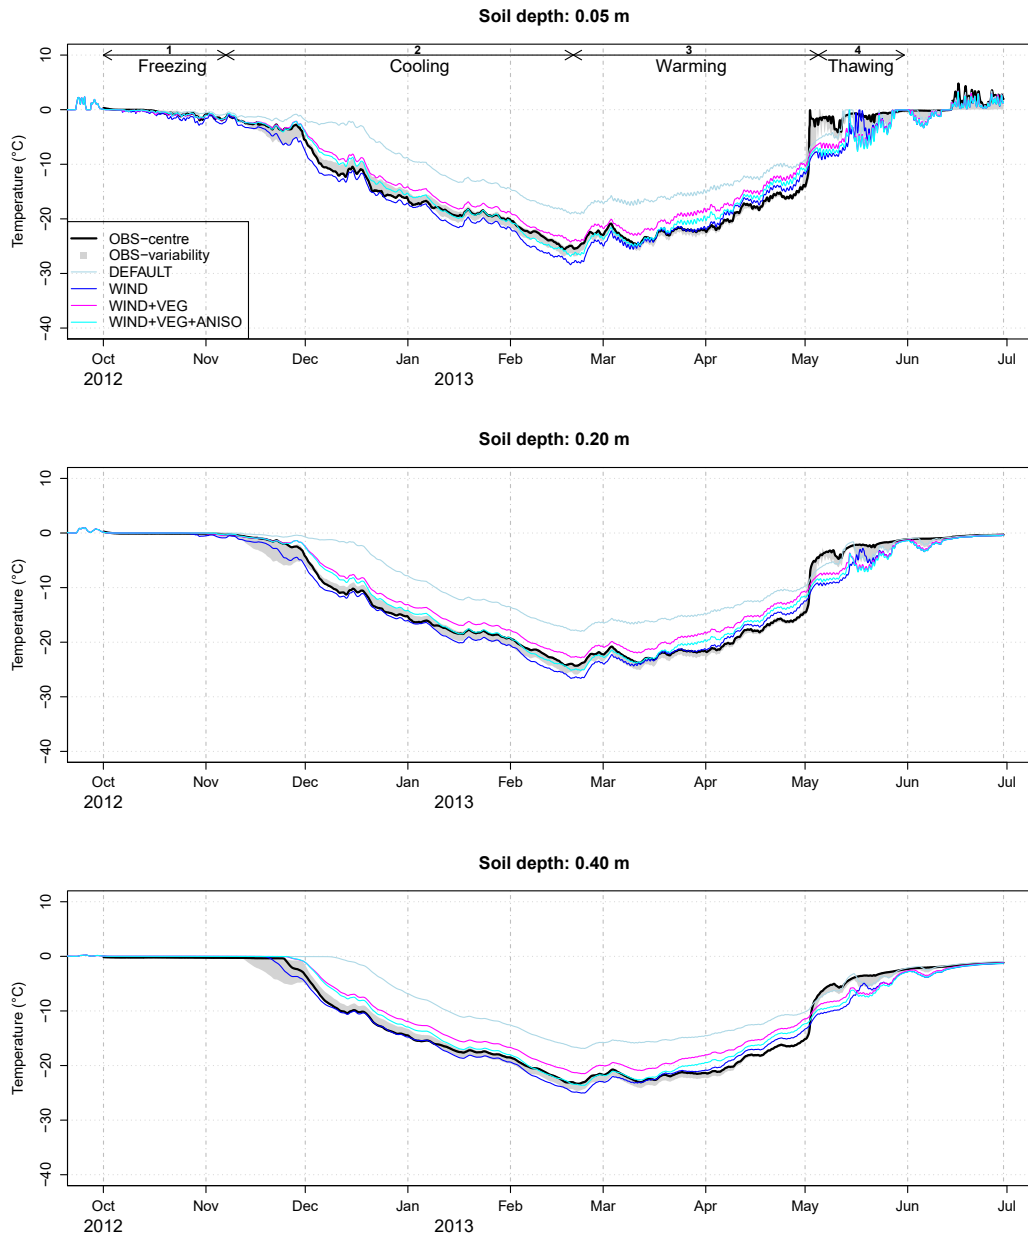 Soil depth: 0.05 m
1 2 3 4
Freezing Cooling Warming Thawing
Temperature (°C)
10
0
−10
−20
−30
−40
OBS−centre
OBS−variability
DEFAULT
WIND
WIND+VEG
WIND+VEG+ANISO
Oct Nov Dec Jan Feb Mar Apr May Jun Jul
2012 2013
Soil depth: 0.20 m
Temperature (°C)
10
0
−10
−20
−30
−40
Oct Nov Dec Jan Feb Mar Apr May Jun Jul
2012 2013
Soil depth: 0.40 m
Temperature (°C)
10
0
−10
−20
−30
−40
Oct Nov Dec Jan Feb Mar Apr May Jun Jul
2012 2013